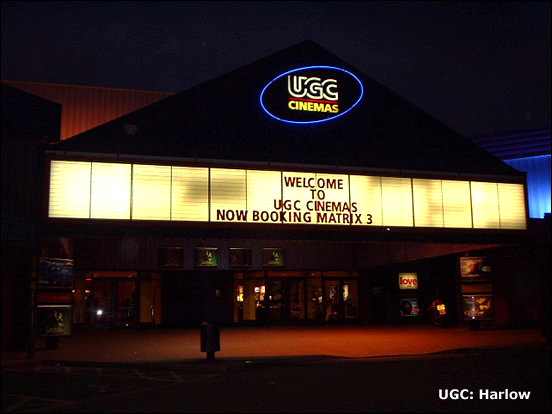 UGC
CINEMAS
WELCOME
TO
UGC CINEMAS
NOW BOOKING MATRIX 3
love
UGC: Harlow